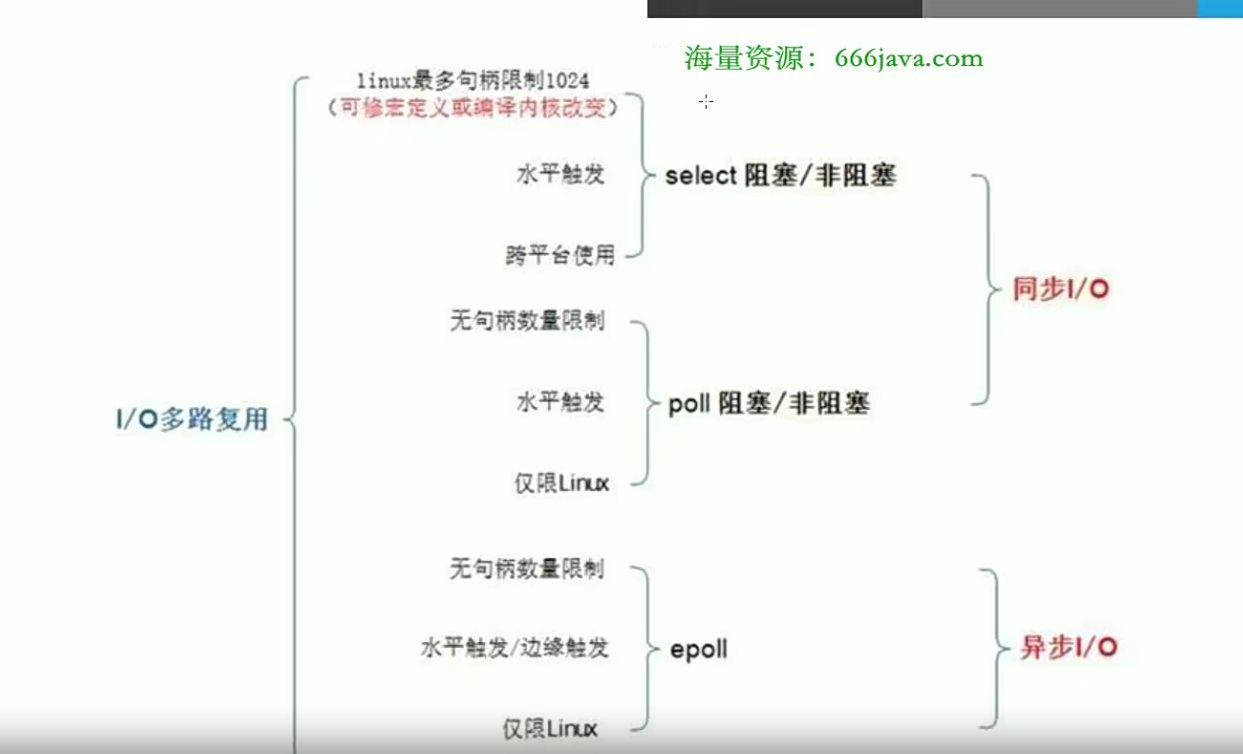 海量资源：666java.com
linux最多句柄限制1024
（可修宏定义或编译内核改变）
水平触发
select 阻塞/非阻塞
跨平台使用
同步I/O
无句柄数量限制
水平触发
poll 阻塞/非阻塞
I/O多路复用
仅限Linux
无句柄数量限制
水平触发/边缘触发
epoll
异步I/O
仅限Linux